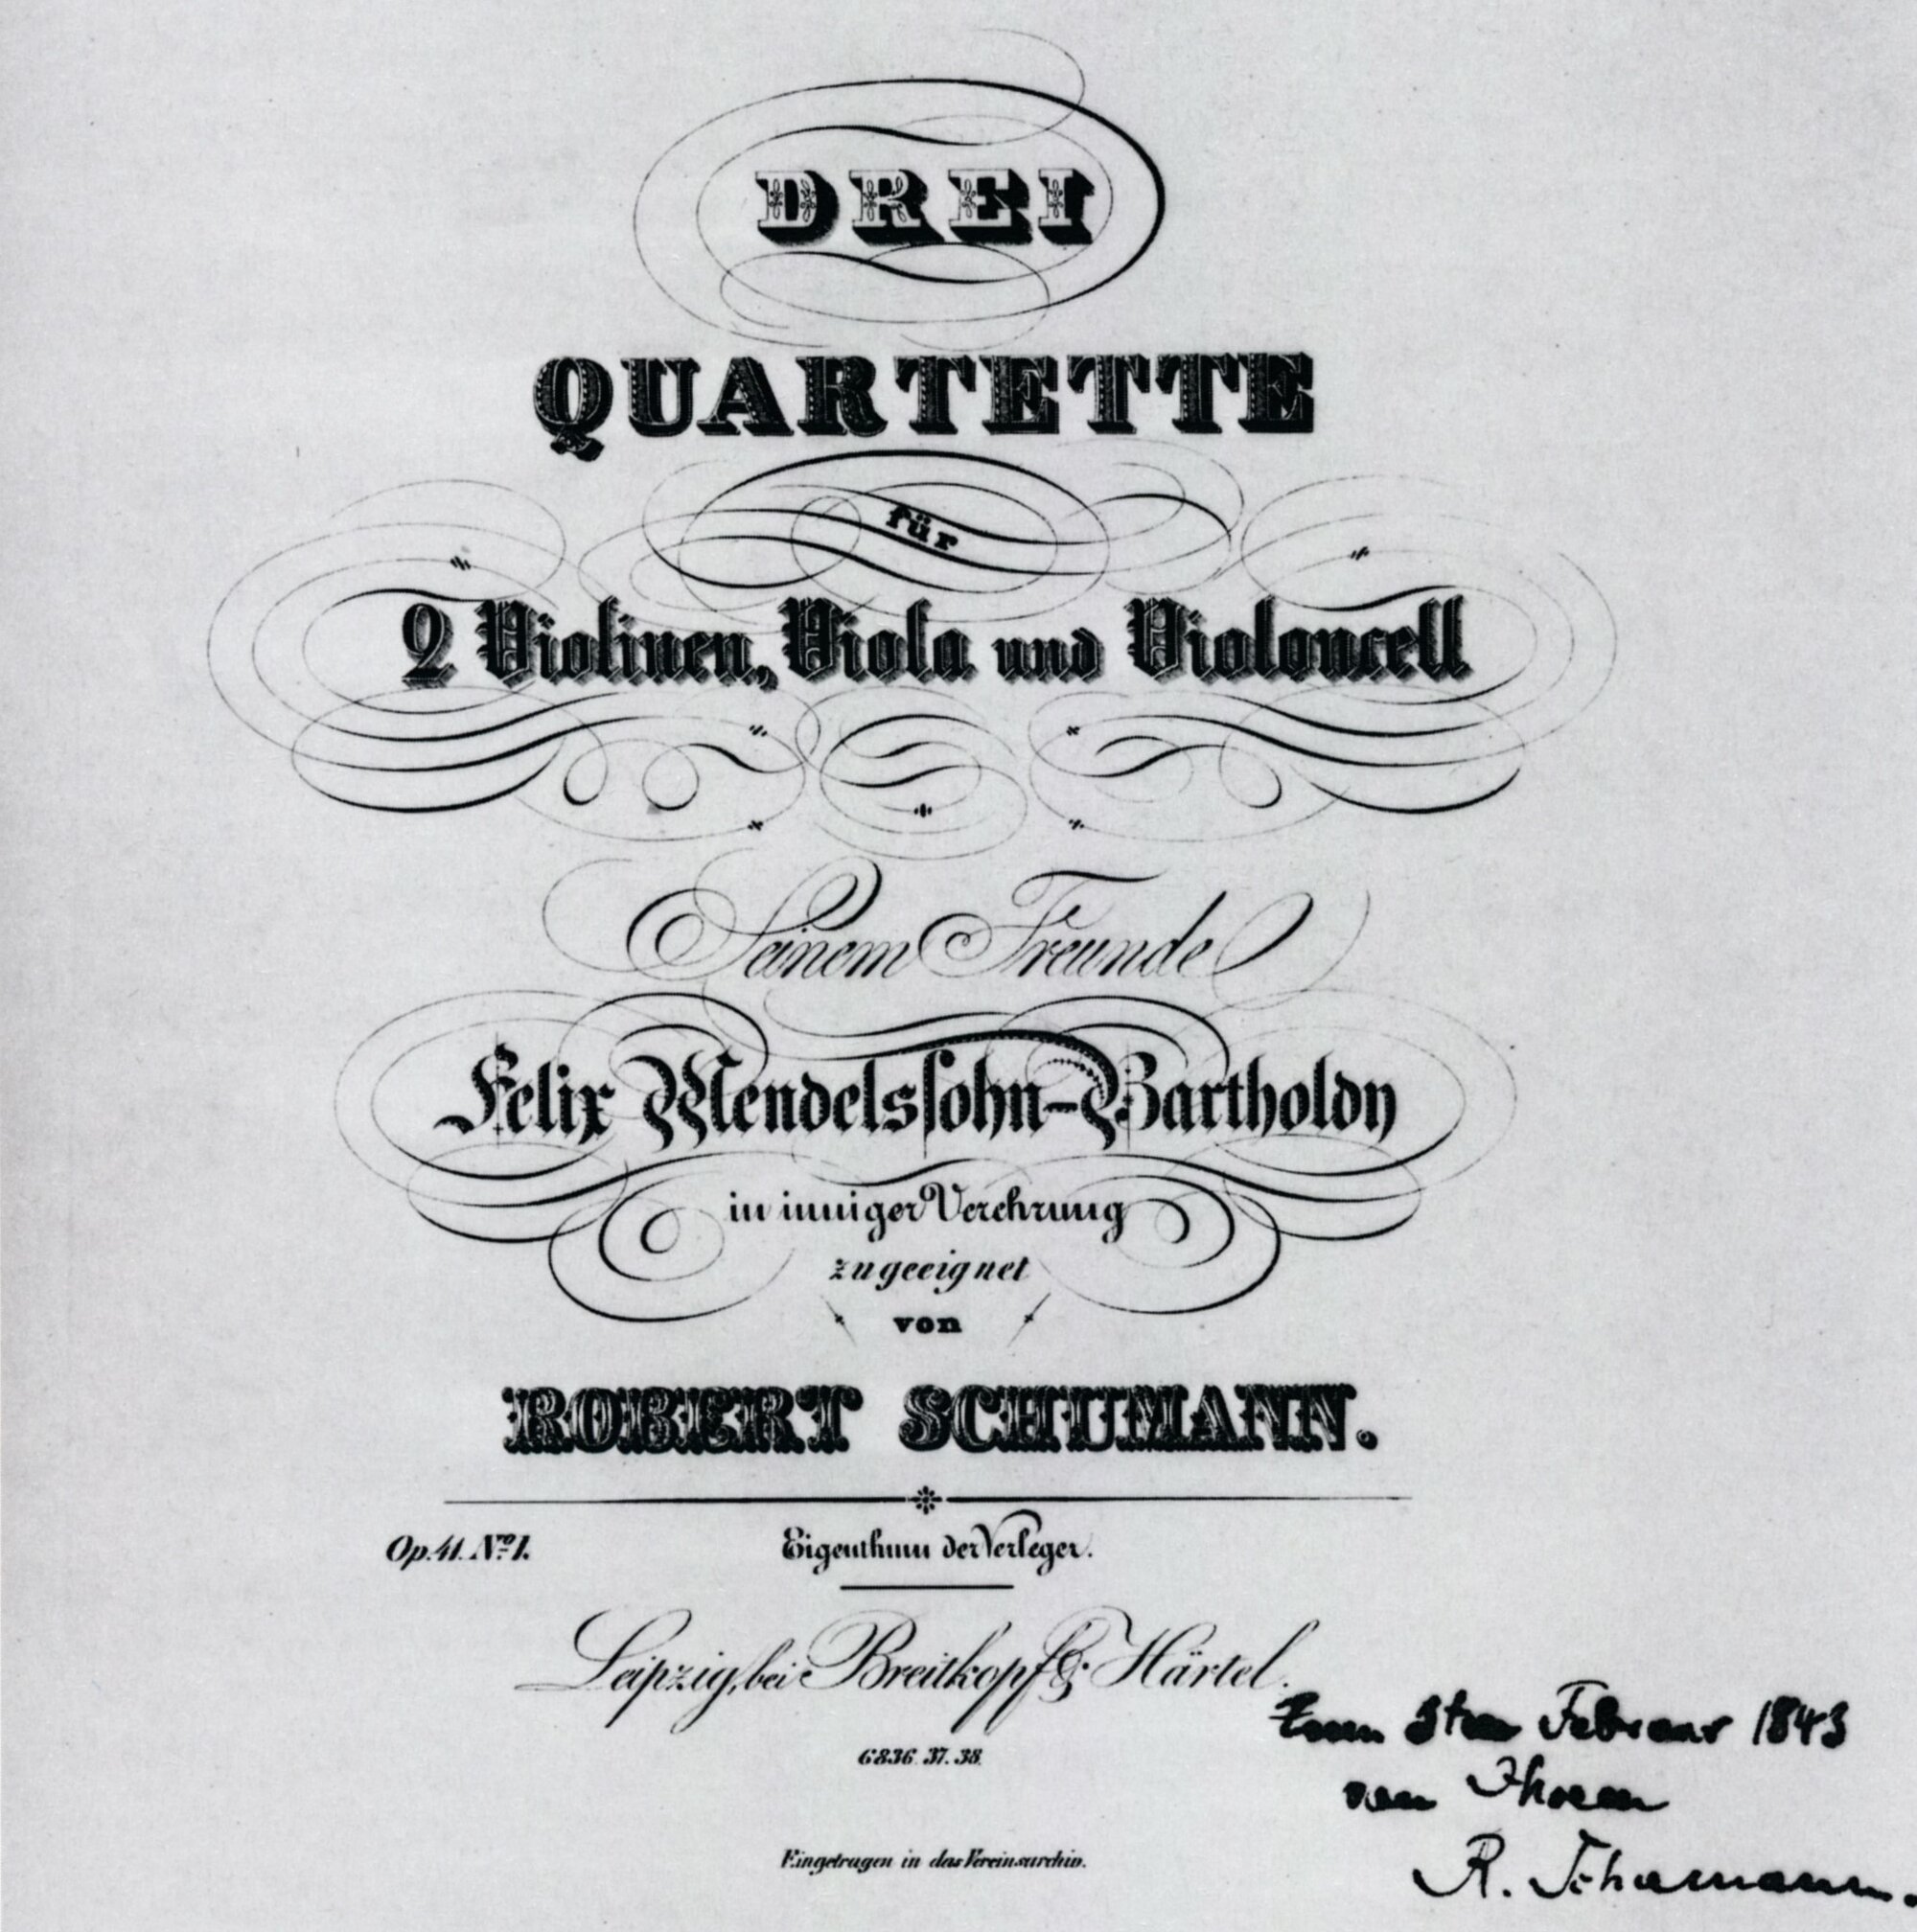 DREI
QUARTETTE
für
2 Violinen, Viola und Violoncell
Seinem Freunde
Felix Mendelssohn-Bartholdy
in inniger Verehrung
zugeeignet
von
ROBERT SCHUMANN.
Op. 41. No. 1.
Eigenthum der Verleger.
Leipzig, bei Breitkopf & Härtel.
6836. 37. 38.
Eingetragen in das Vereinsarchiv.
Zum 3ten Februar 1843
von Ihrem
R. Schumann.